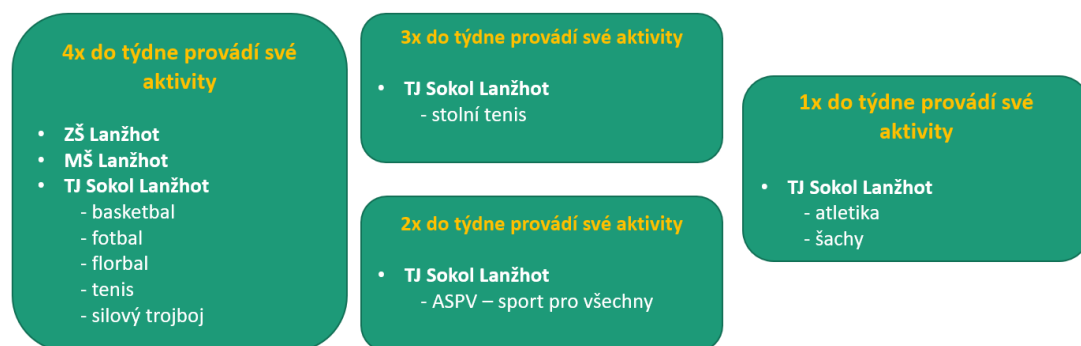 4x do týdne provádí své
aktivity
• ZŠ Lanžhot
• MŠ Lanžhot
• TJ Sokol Lanžhot
- basketbal
- fotbal
- florbal
- tenis
- silový trojboj
3x do týdne provádí své aktivity
• TJ Sokol Lanžhot
- stolní tenis
2x do týdne provádí své aktivity
• TJ Sokol Lanžhot
- ASPV – sport pro všechny
1x do týdne provádí své
aktivity
• TJ Sokol Lanžhot
- atletika
- šachy